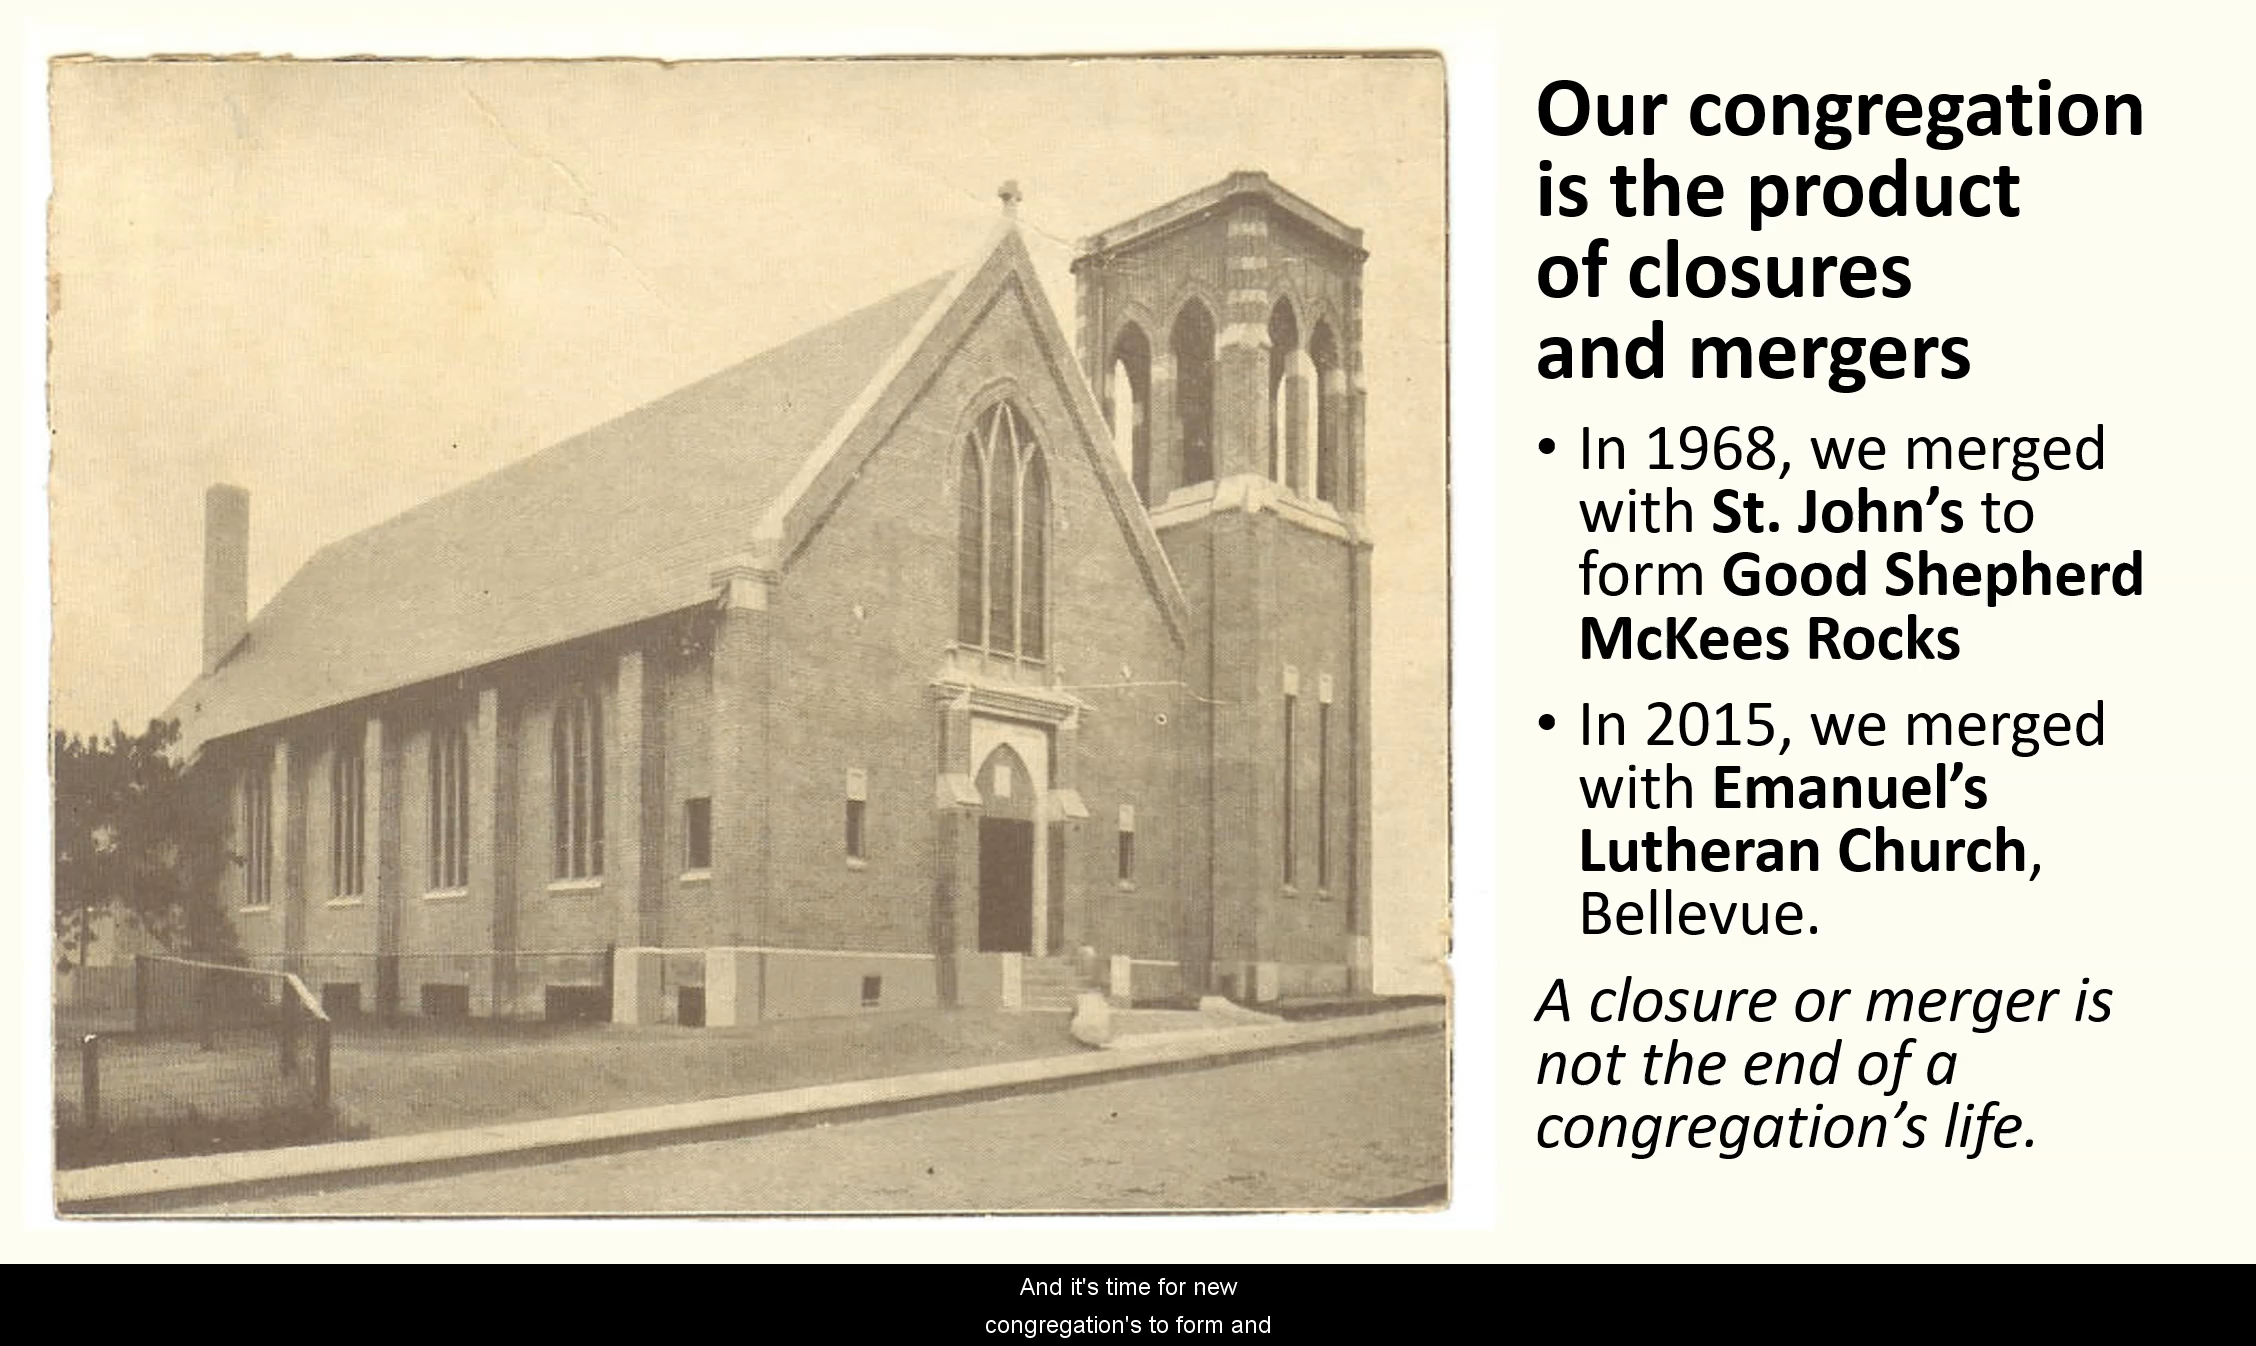 Our congregation
is the product
of closures
and mergers
• In 1968, we merged
with St. John’s to
form Good Shepherd
McKees Rocks
• In 2015, we merged
with Emanuel’s
Lutheran Church,
Bellevue.
A closure or merger is
not the end of a
congregation’s life.
And it's time for new
congregation's to form and